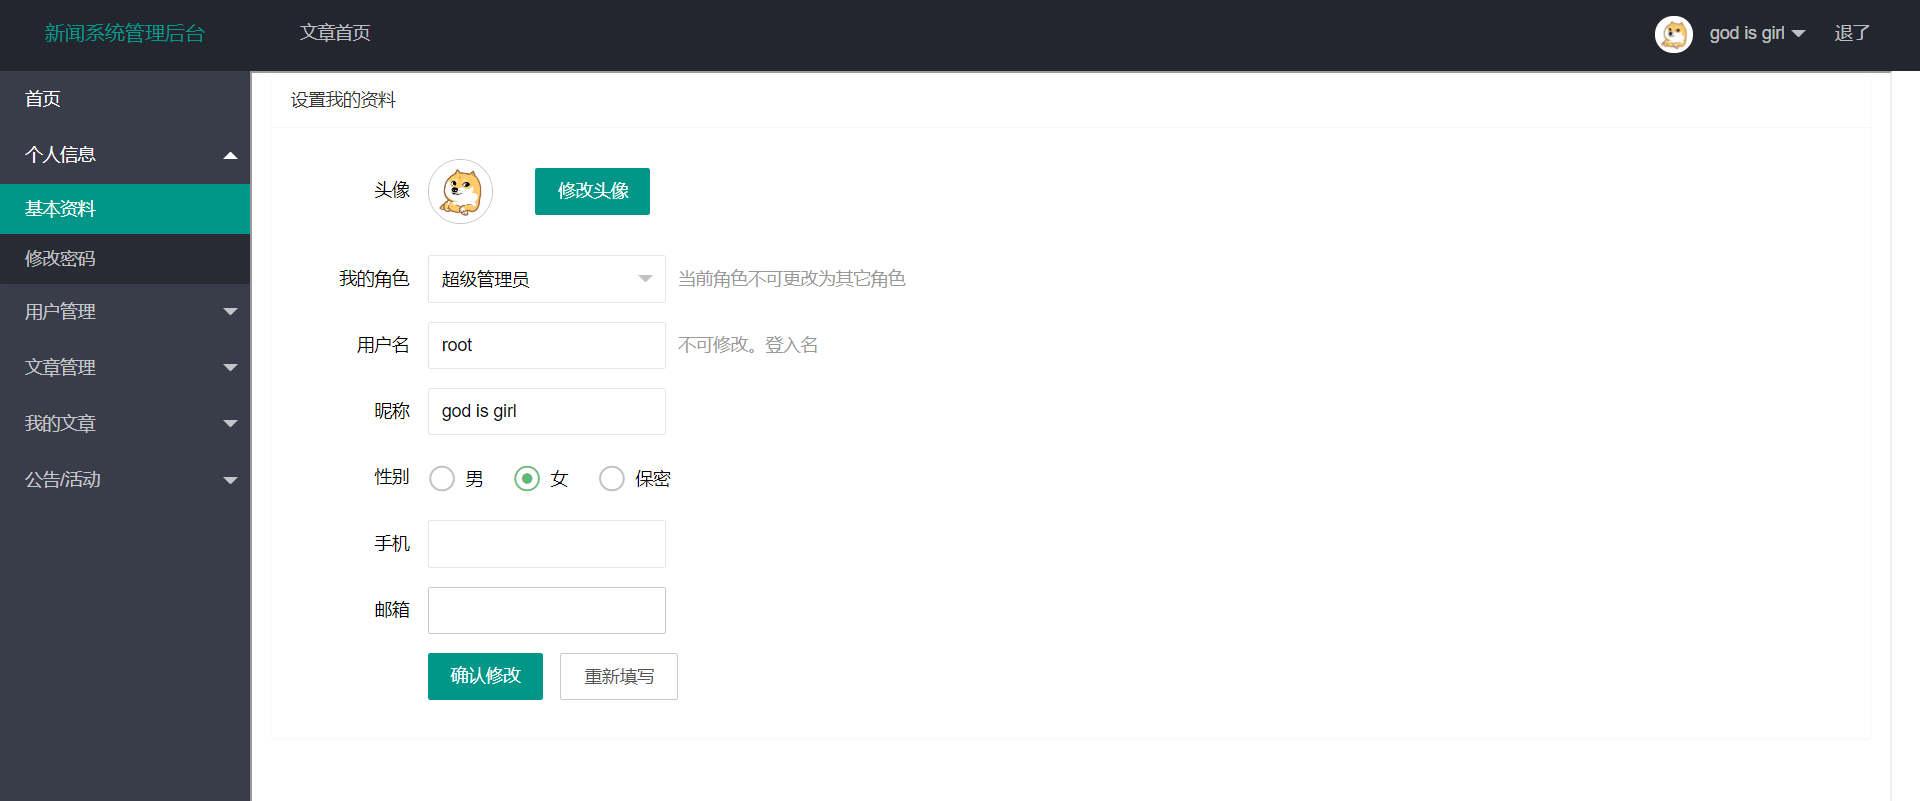 新闻系统管理后台
文章首页
god is girl
退了
首页
个人信息
基本资料
修改密码
用户管理
文章管理
我的文章
公告/活动
设置我的资料
头像
修改头像
我的角色 超级管理员 当前角色不可更改为其它角色
用户名 root 不可修改。登入名
昵称 god is girl
性别 男 女 保密
手机
邮箱
确认修改 重新填写